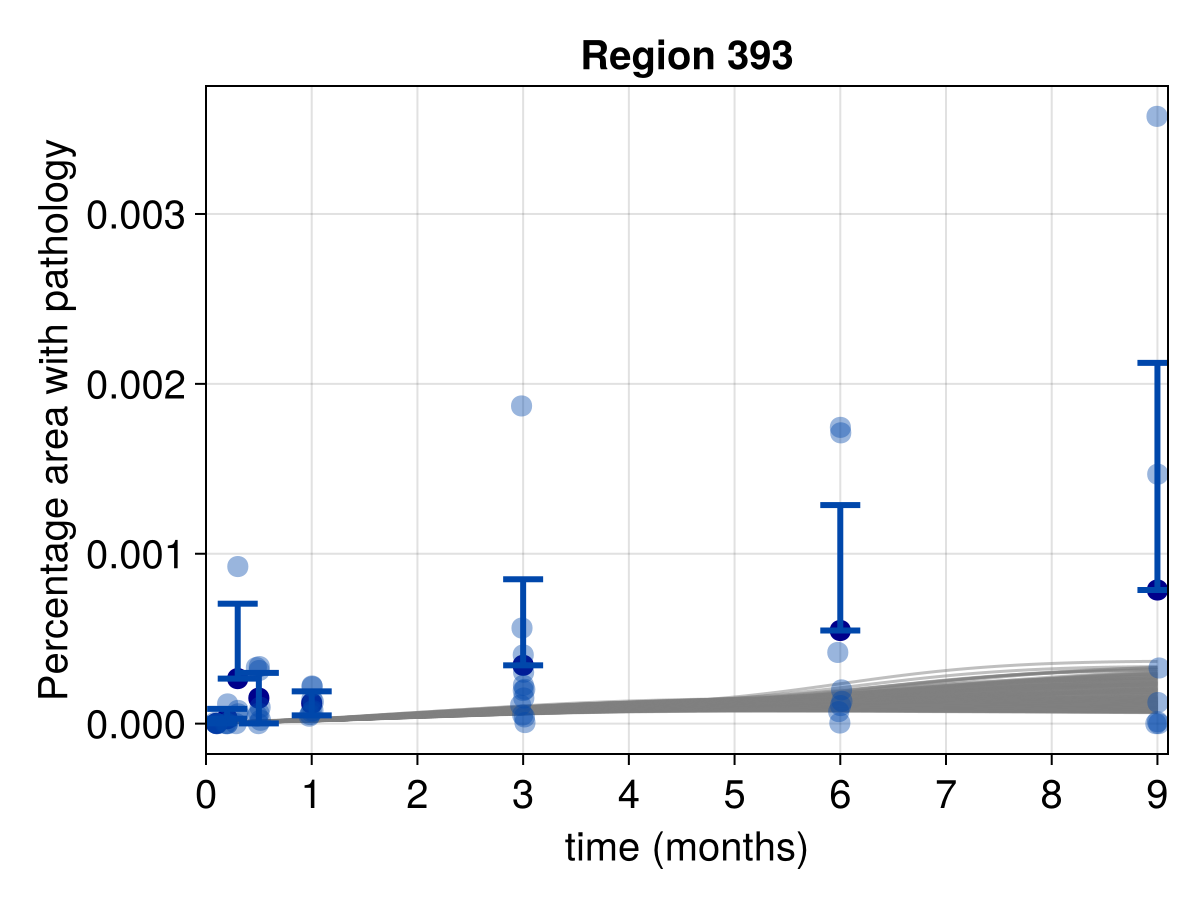 Region 393
Percentage area with pathology
0.003
0.002
0.001
0.000
0 1 2 3 4 5 6 7 8 9
time (months)